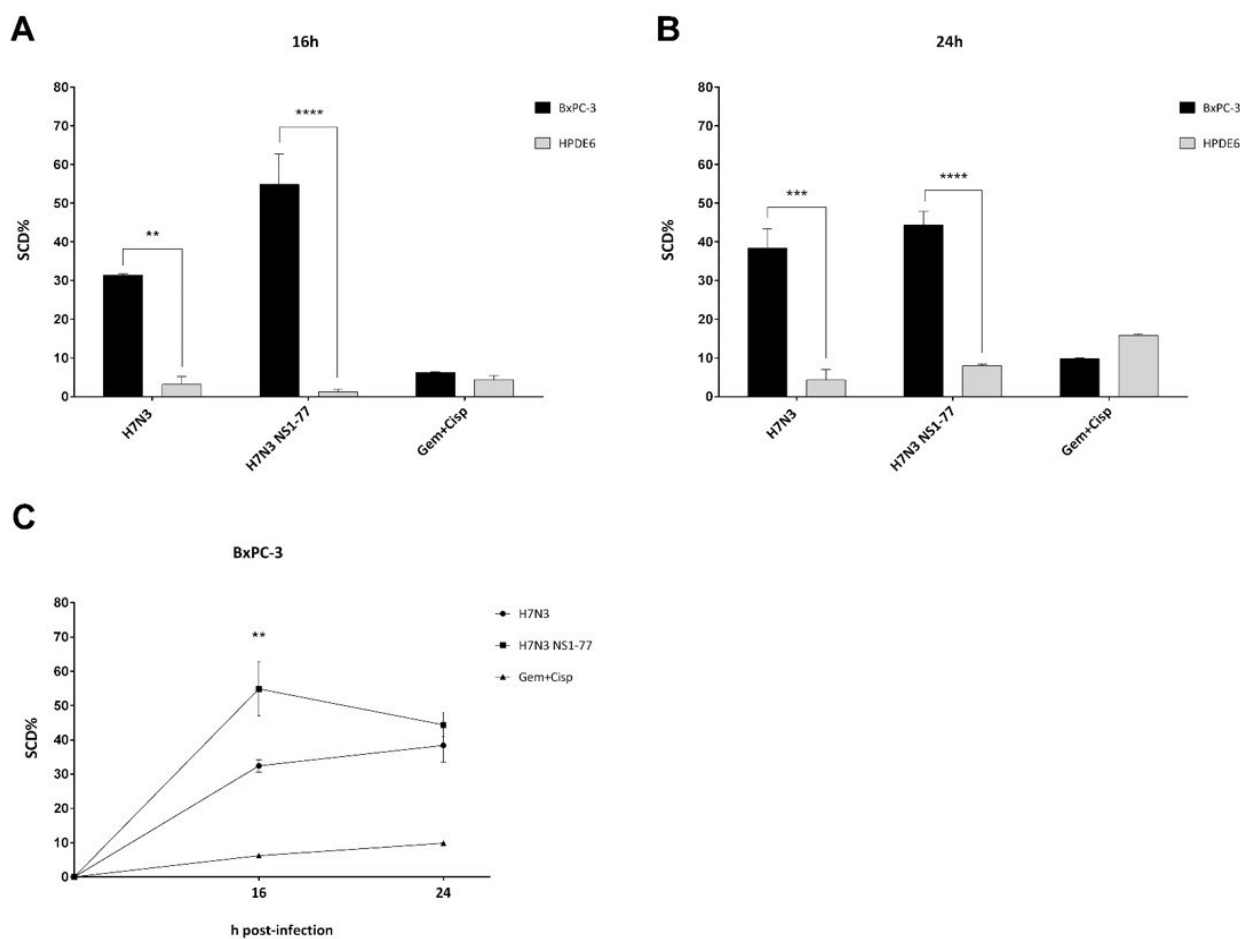 A
16h
80
70
60
50
40
30
20
10
0
SCD%
**
****
BxPC-3
HPDE6
H7N3
H7N3 NS1-77
Gem+Cisp
B
24h
80
70
60
50
40
30
20
10
0
SCD%
***
****
BxPC-3
HPDE6
H7N3
H7N3 NS1-77
Gem+Cisp
C
BxPC-3
80
70
60
50
40
30
20
10
0
SCD%
**
H7N3
H7N3 NS1-77
Gem+Cisp
16 24
h post-infection